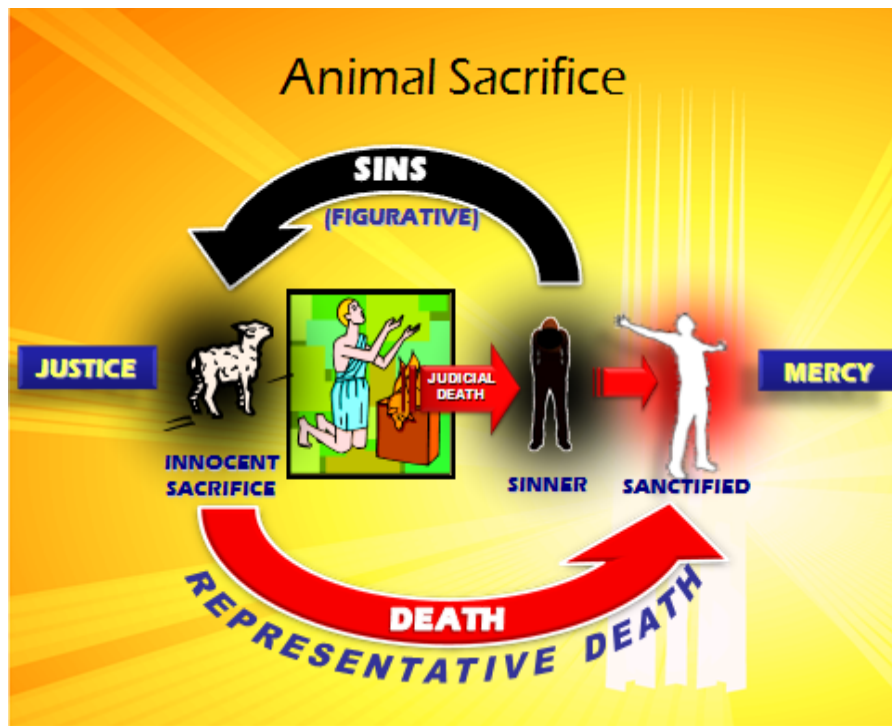 Animal Sacrifice
SINS
(FIGURATIVE)
JUSTICE
JUDICIAL
DEATH
MERCY
INNOCENT
SACRIFICE
SINNER
SANCTIFIED
DEATH
REPRESENTATIVE DEATH